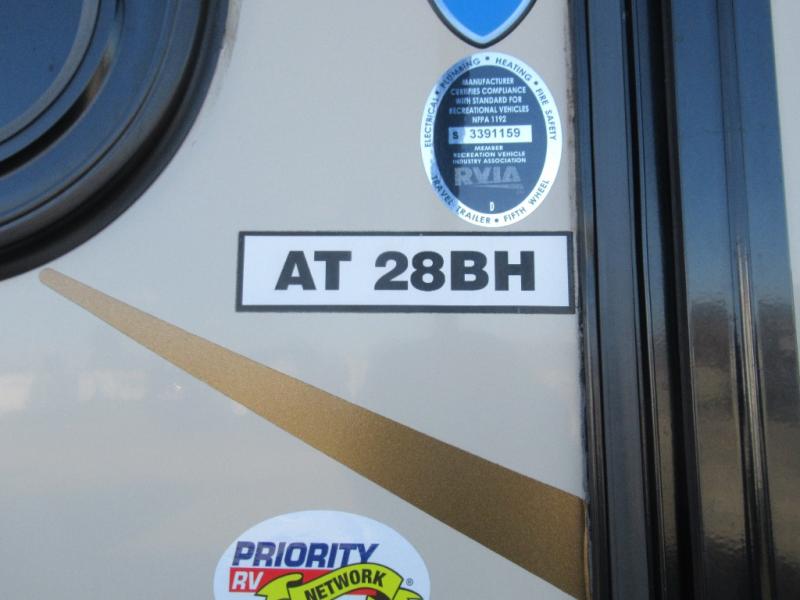 ELECTRICAL • PLUMBING • HEATING • FIRE SAFETY
MANUFACTURER
CERTIFIES COMPLIANCE
WITH STANDARD FOR
RECREATIONAL VEHICLES
NFPA 1192
S 3391159
MEMBER
RECREATION VEHICLE
INDUSTRY ASSOCIATION
RVIA
D
TRAVEL TRAILER • FIFTH WHEEL
AT 28BH
PRIORITY
RV
NETWORK ®